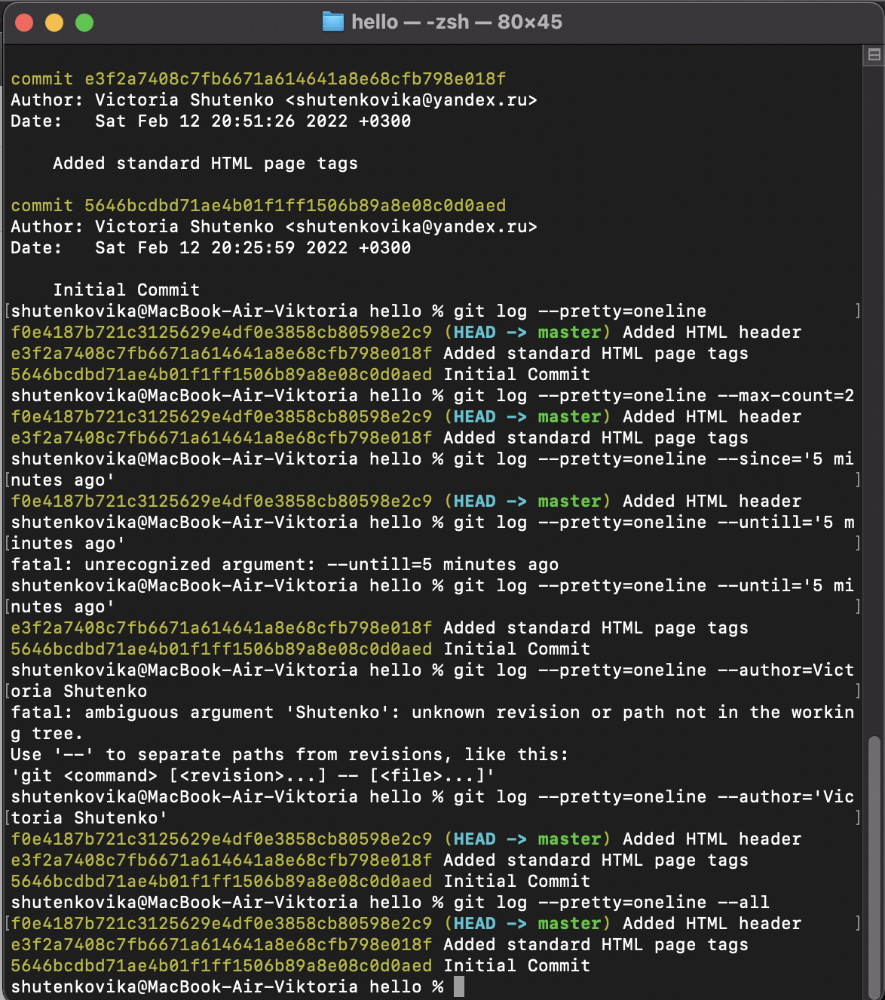 hello — -zsh — 80×45
commit e3f2a7408c7fb6671a614641a8e68cfb798e018f
Author: Victoria Shutenko <shutenkovika@yandex.ru>
Date:   Sat Feb 12 20:51:26 2022 +0300
    Added standard HTML page tags
commit 5646bcdbd71ae4b01f1ff1506b89a8e08c0d0aed
Author: Victoria Shutenko <shutenkovika@yandex.ru>
Date:   Sat Feb 12 20:25:59 2022 +0300
    Initial Commit
[shutenkovika@MacBook-Air-Viktoria hello % git log --pretty=oneline ]
f0e4187b721c3125629e4df0e3858cb80598e2c9 (HEAD -> master) Added HTML header
e3f2a7408c7fb6671a614641a8e68cfb798e018f Added standard HTML page tags
5646bcdbd71ae4b01f1ff1506b89a8e08c0d0aed Initial Commit
shutenkovika@MacBook-Air-Viktoria hello % git log --pretty=oneline --max-count=2
f0e4187b721c3125629e4df0e3858cb80598e2c9 (HEAD -> master) Added HTML header
e3f2a7408c7fb6671a614641a8e68cfb798e018f Added standard HTML page tags
shutenkovika@MacBook-Air-Viktoria hello % git log --pretty=oneline --since='5 mi
[nutes ago' ]
f0e4187b721c3125629e4df0e3858cb80598e2c9 (HEAD -> master) Added HTML header
shutenkovika@MacBook-Air-Viktoria hello % git log --pretty=oneline --untill='5 m
[inutes ago' ]
fatal: unrecognized argument: --untill=5 minutes ago
shutenkovika@MacBook-Air-Viktoria hello % git log --pretty=oneline --until='5 mi
[nutes ago' ]
e3f2a7408c7fb6671a614641a8e68cfb798e018f Added standard HTML page tags
5646bcdbd71ae4b01f1ff1506b89a8e08c0d0aed Initial Commit
shutenkovika@MacBook-Air-Viktoria hello % git log --pretty=oneline --author=Vict
[oria Shutenko ]
fatal: ambiguous argument 'Shutenko': unknown revision or path not in the workin
g tree.
Use '--' to separate paths from revisions, like this:
'git <command> [<revision>...] -- [<file>...]'
shutenkovika@MacBook-Air-Viktoria hello % git log --pretty=oneline --author='Vic
[toria Shutenko' ]
f0e4187b721c3125629e4df0e3858cb80598e2c9 (HEAD -> master) Added HTML header
e3f2a7408c7fb6671a614641a8e68cfb798e018f Added standard HTML page tags
5646bcdbd71ae4b01f1ff1506b89a8e08c0d0aed Initial Commit
shutenkovika@MacBook-Air-Viktoria hello % git log --pretty=oneline --all
[f0e4187b721c3125629e4df0e3858cb80598e2c9 (HEAD -> master) Added HTML header ]
e3f2a7408c7fb6671a614641a8e68cfb798e018f Added standard HTML page tags
5646bcdbd71ae4b01f1ff1506b89a8e08c0d0aed Initial Commit
shutenkovika@MacBook-Air-Viktoria hello %